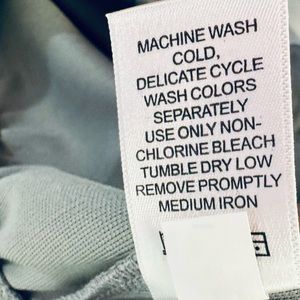 MACHINE WASH
COLD,
DELICATE CYCLE
WASH COLORS
SEPARATELY
USE ONLY NON-
CHLORINE BLEACH
TUMBLE DRY LOW
REMOVE PROMPTLY
MEDIUM IRON